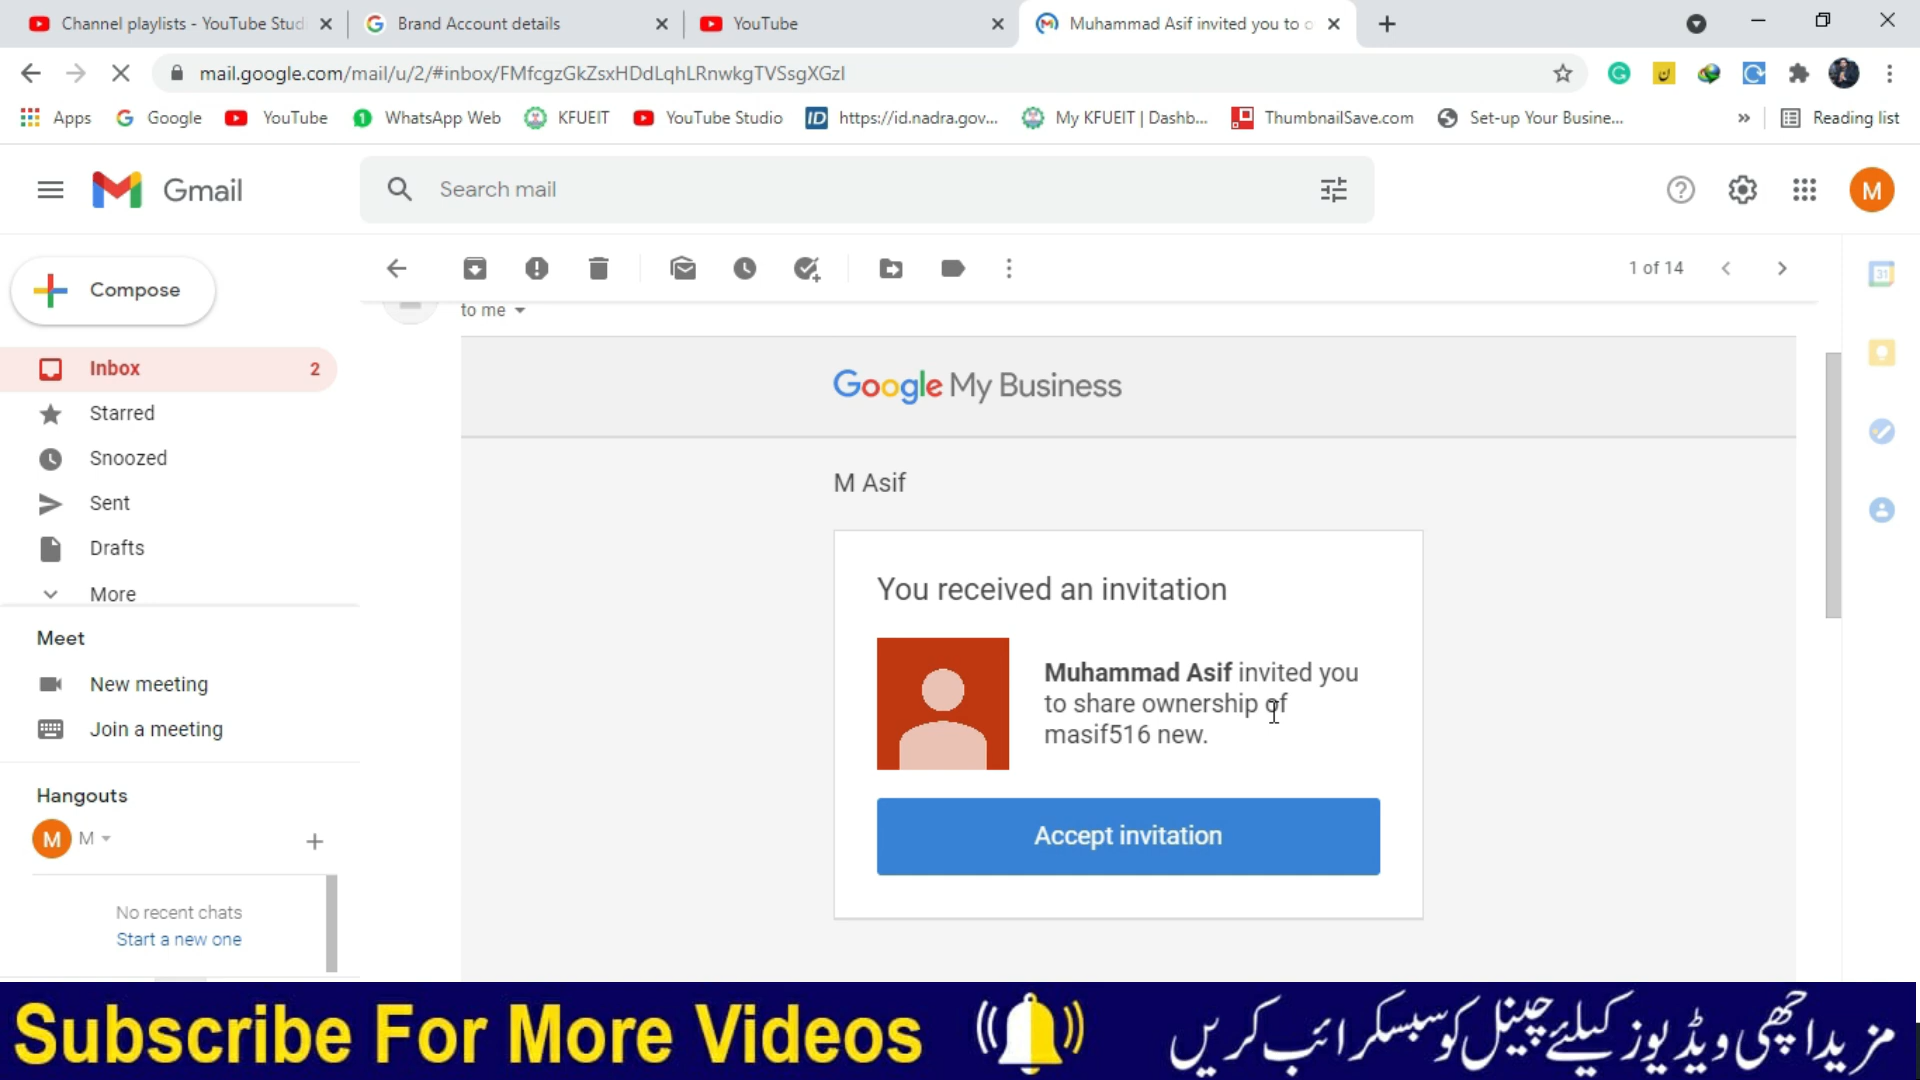 Channel playlists - YouTube Stud
Brand Account details
YouTube
Muhammad Asif invited you to o
mail.google.com/mail/u/2/#inbox/FMfcgzGkZsxHDdLqhLRnwkgTVSsgXGzl
Apps
Google
YouTube
WhatsApp Web
KFUEIT
YouTube Studio
ID
https://id.nadra.gov...
My KFUEIT | Dashb...
ThumbnailSave.com
Set-up Your Busine...
»
Reading list
Gmail
Search mail
M
Compose
1 of 14
31
to me
Inbox 2
Starred
Snoozed
Sent
Drafts
More
Meet
New meeting
Join a meeting
Hangouts
M M
No recent chats
Start a new one
Google My Business
M Asif
You received an invitation
Muhammad Asif invited you
to share ownership of
masif516 new.
Accept invitation
Subscribe For More Videos
مزید اچھی ویڈیوز کیلئے چینل کو سبسکرائب کریں